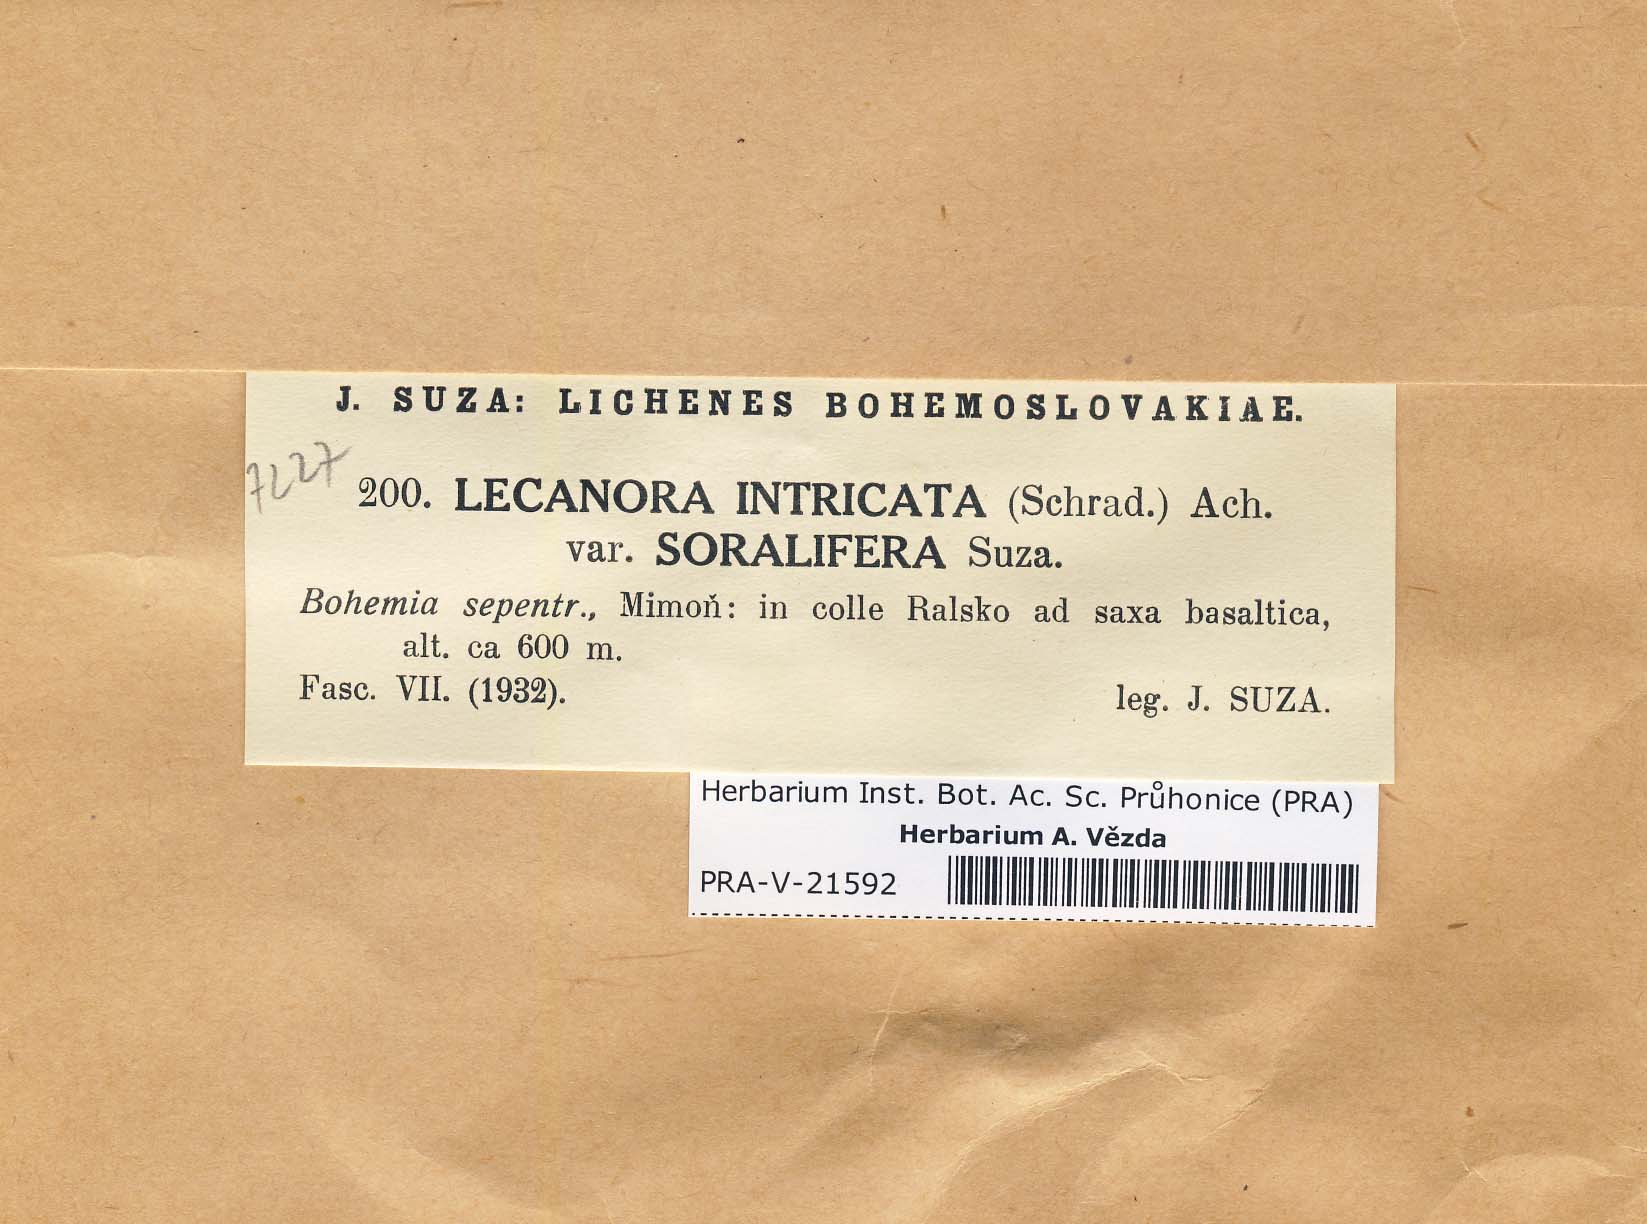 J. SUZA: LICHENES BOHEMOSLOVAKIAE.
7227
200. LECANORA INTRICATA (Schrad.) Ach.
var. SORALIFERA Suza.
Bohemia sepentr., Mimoň: in colle Ralsko ad saxa basaltica,
alt. ca 600 m.
Fasc. VII. (1932). leg. J. SUZA.
Herbarium Inst. Bot. Ac. Sc. Průhonice (PRA)
Herbarium A. Vězda
PRA-V-21592